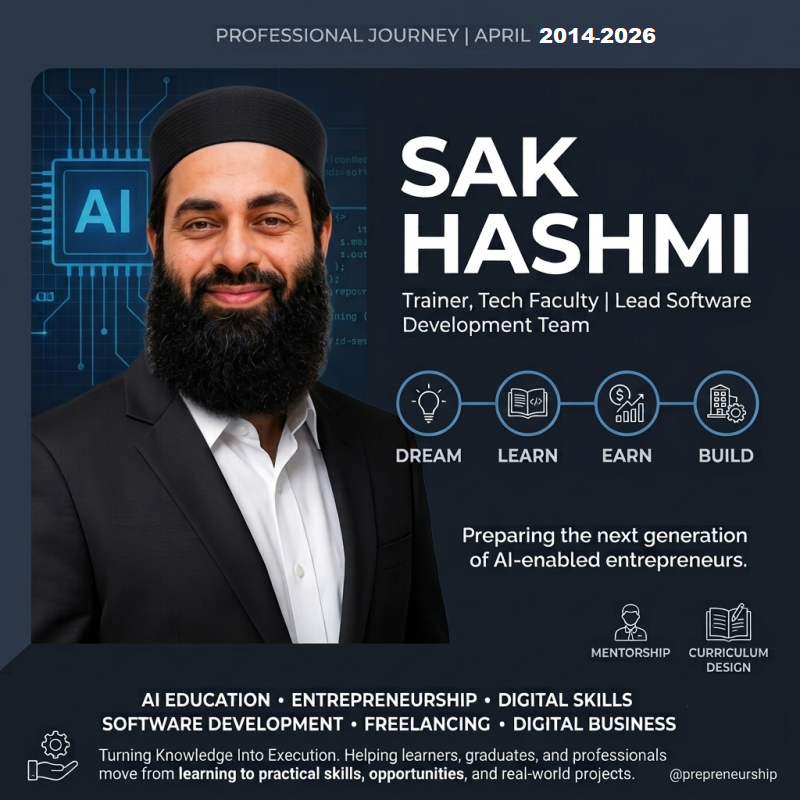 PROFESSIONAL JOURNEY | APRIL 2014-2026
AI
SAK
HASHMI
Trainer, Tech Faculty | Lead Software
Development Team
DREAM LEARN EARN BUILD
Preparing the next generation
of AI-enabled entrepreneurs.
MENTORSHIP
CURRICULUM
DESIGN
AI EDUCATION • ENTREPRENEURSHIP • DIGITAL SKILLS
SOFTWARE DEVELOPMENT • FREELANCING • DIGITAL BUSINESS
Turning Knowledge Into Execution. Helping learners, graduates, and professionals
move from learning to practical skills, opportunities, and real-world projects.
@prepreneurship